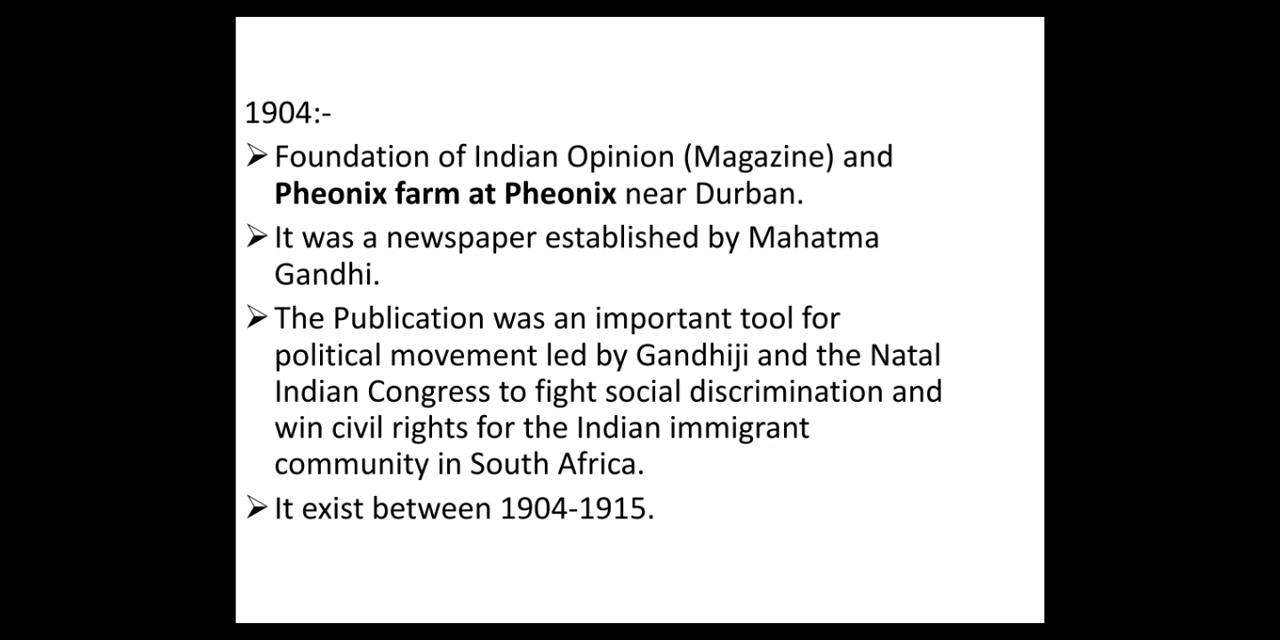 1904:-
➢ Foundation of Indian Opinion (Magazine) and
Pheonix farm at Pheonix near Durban.
➢ It was a newspaper established by Mahatma
Gandhi.
➢ The Publication was an important tool for
political movement led by Gandhiji and the Natal
Indian Congress to fight social discrimination and
win civil rights for the Indian immigrant
community in South Africa.
➢ It exist between 1904-1915.